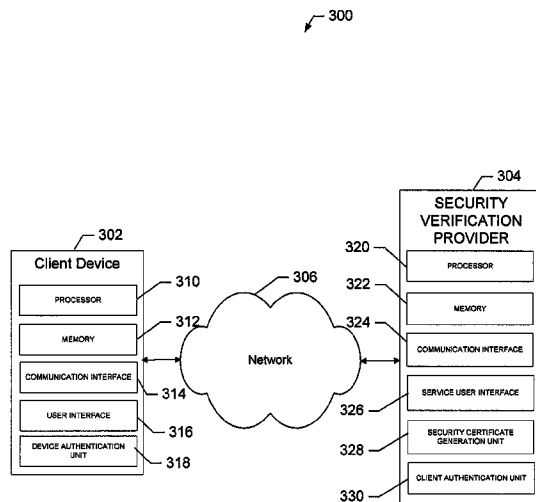 300
304
SECURITY
VERIFICATION
PROVIDER
302
320
Client Device
306
PROCESSOR
310
PROCESSOR
322
MEMORY
312
MEMORY
324
Network
COMMUNICATION INTERFACE
314
COMMUNICATION INTERFACE
326
SERVICE USER INTERFACE
USER INTERFACE
316
328
SECURITY CERTIFICATE
GENERATION UNIT
DEVICE AUTHENTICATION
UNIT
318
330
CLIENT AUTHENTICATION UNIT